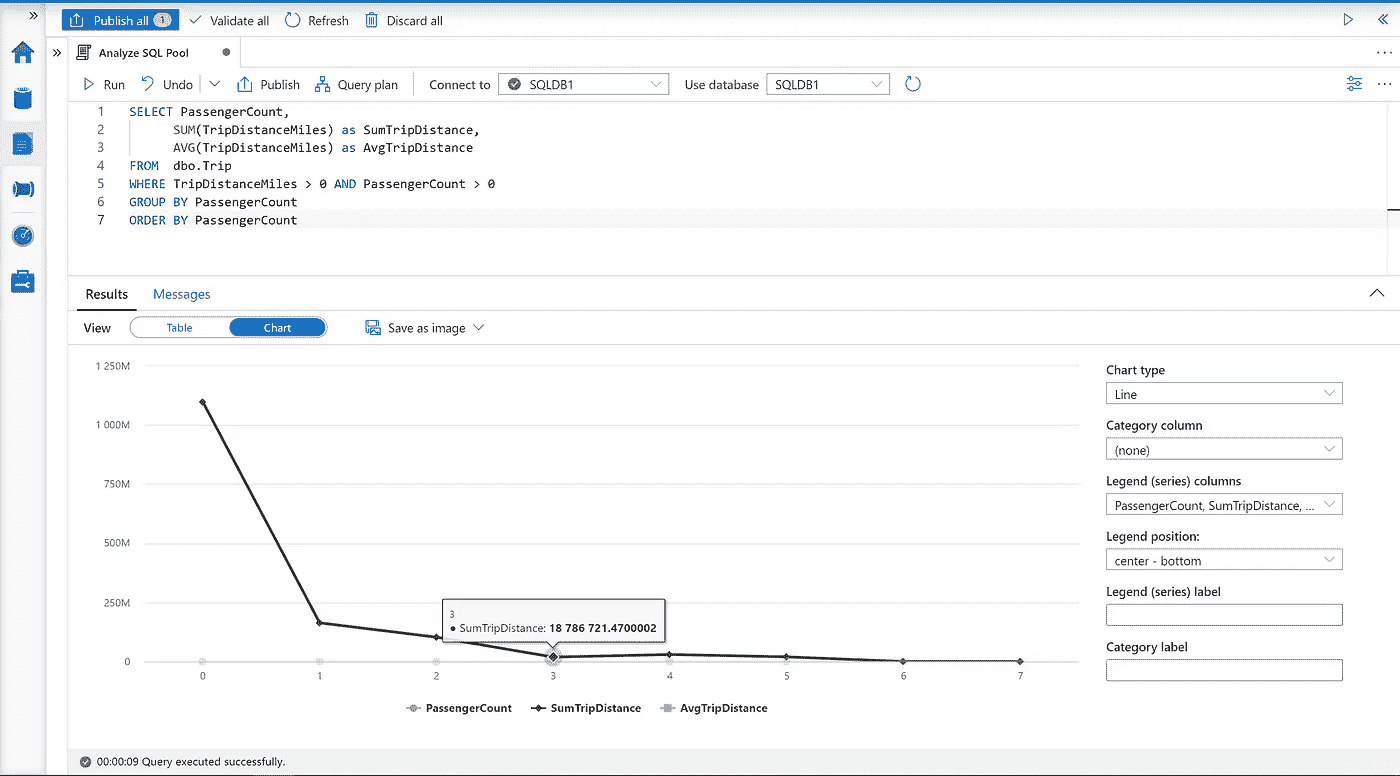 Publish all 1 Validate all Refresh Discard all
Analyze SQL Pool
Run Undo Publish Query plan Connect to SQLDB1 Use database SQLDB1
1 SELECT PassengerCount,
2 SUM(TripDistanceMiles) as SumTripDistance,
3 AVG(TripDistanceMiles) as AvgTripDistance
4 FROM dbo.Trip
5 WHERE TripDistanceMiles > 0 AND PassengerCount > 0
6 GROUP BY PassengerCount
7 ORDER BY PassengerCount
Results Messages
View Table Chart Save as image
1 250M
1 000M
750M
500M
250M
0
3
SumTripDistance: 18 786 721.4700002
0 1 2 3 4 5 6 7
PassengerCount SumTripDistance AvgTripDistance
Chart type
Line
Category column
(none)
Legend (series) columns
PassengerCount, SumTripDistance, ...
Legend position:
center - bottom
Legend (series) label
Category label
00:00:09 Query executed successfully.